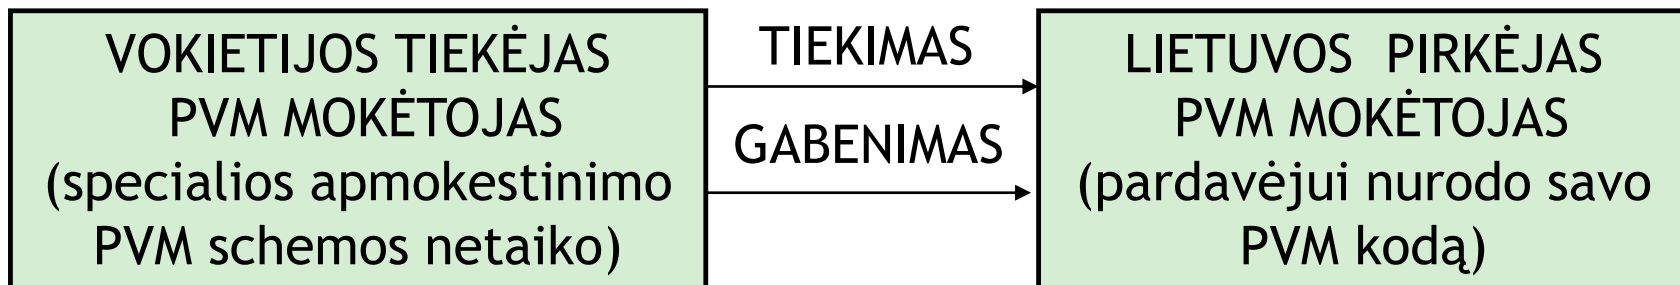 VOKIETIJOS TIEKĖJAS
PVM MOKĖTOJAS
(specialios apmokestinimo
PVM schemos netaiko)
TIEKIMAS
GABENIMAS
LIETUVOS PIRKĖJAS
PVM MOKĖTOJAS
(pardavėjui nurodo savo
PVM kodą)